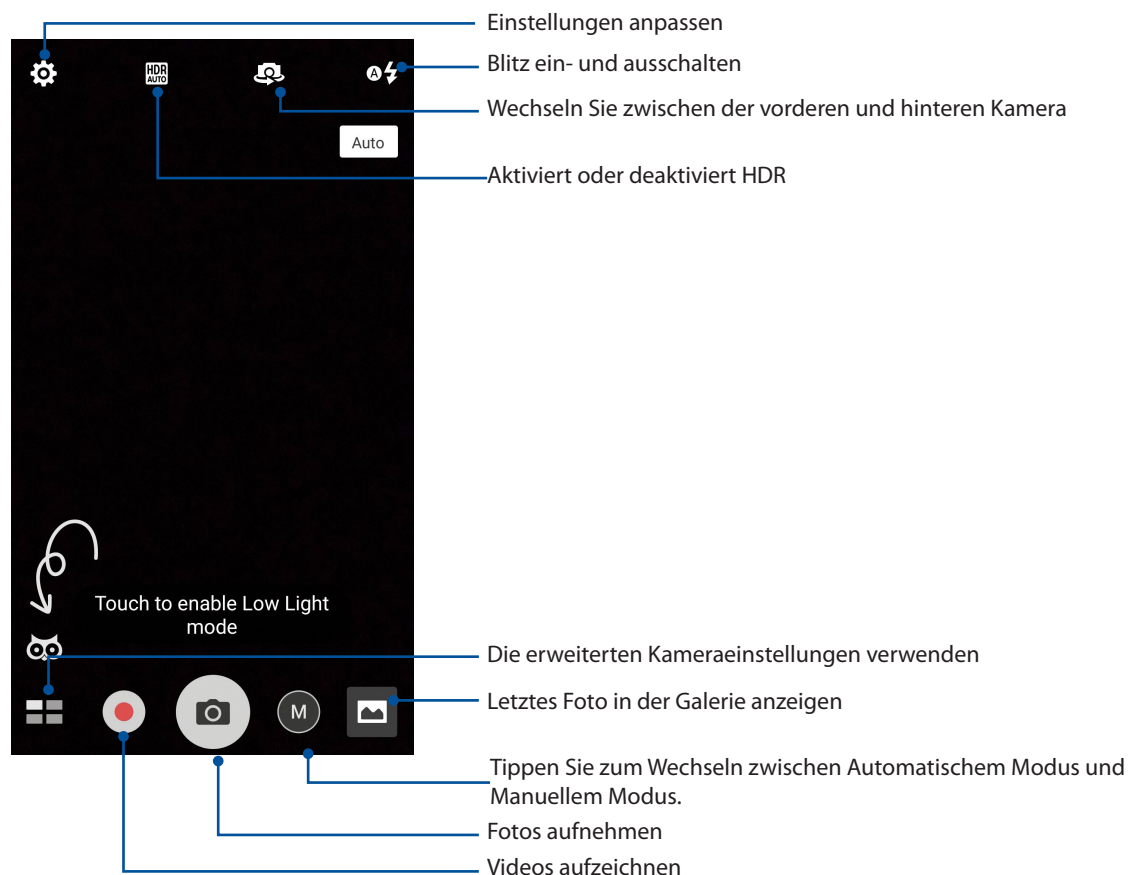 Einstellungen anpassen
Blitz ein- und ausschalten
HDR
AUTO
A
Wechseln Sie zwischen der vorderen und hinteren Kamera
Auto
Aktiviert oder deaktiviert HDR
Touch to enable Low Light
mode
Die erweiterten Kameraeinstellungen verwenden
Letztes Foto in der Galerie anzeigen
M
Tippen Sie zum Wechseln zwischen Automatischem Modus und
Manuellem Modus.
Fotos aufnehmen
Videos aufzeichnen